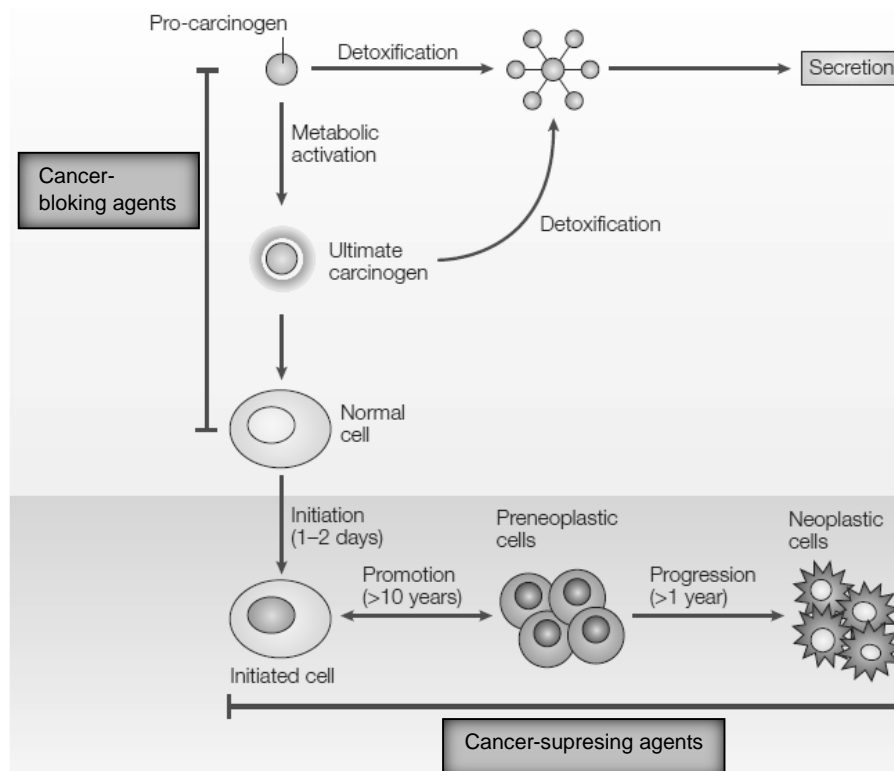 Pro-carcinogen
Detoxification
Secretion
Metabolic
activation
Cancer-
bloking agents
Ultimate
carcinogen
Detoxification
Normal
cell
Initiation
(1–2 days)
Preneoplastic
cells
Neoplastic
cells
Promotion
(>10 years)
Progression
(>1 year)
Initiated cell
Cancer-supresing agents